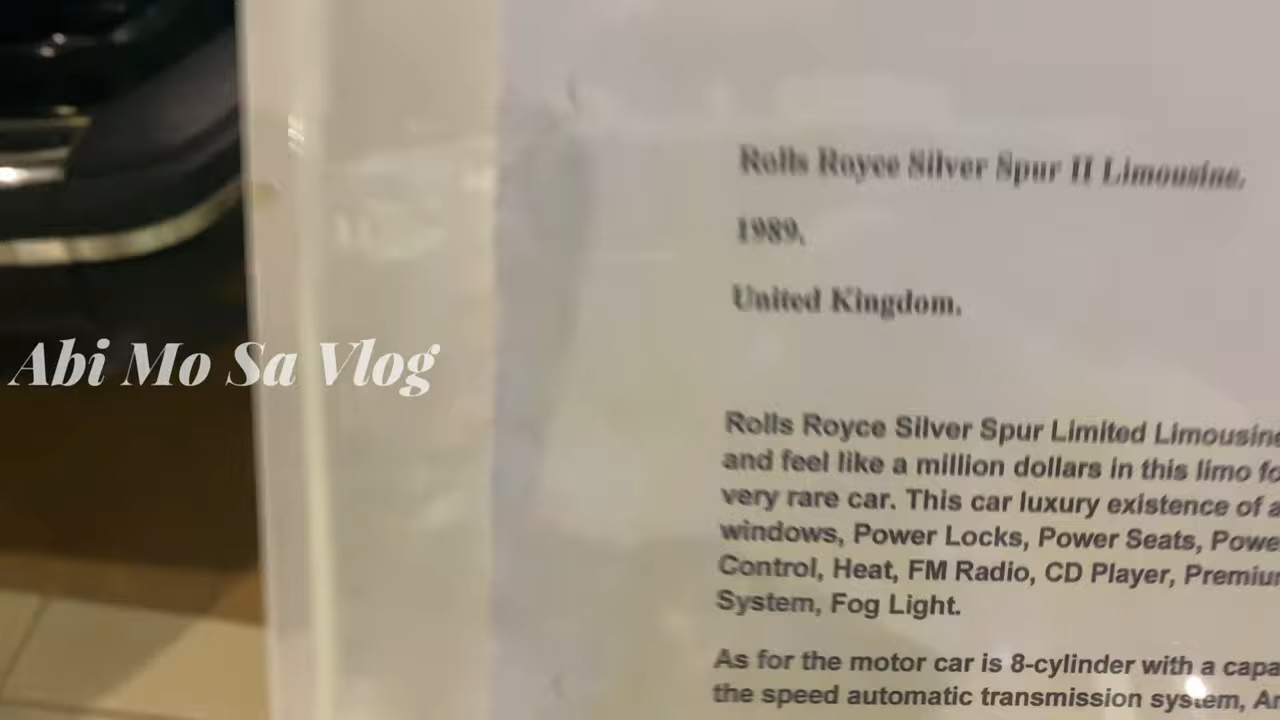 Rolls Royce Silver Spur II Limousine.
1989.
United Kingdom.
Abi Mo Sa Vlog
Rolls Royce Silver Spur Limited Limousine
and feel like a million dollars in this limo
very rare car. This car luxury existence of
windows, Power Locks, Power Seats,
Control, Heat, FM Radio, CD Player,
System, Fog Light.
As for the motor car is 8-cylinder with a
the speed automatic transmission system,